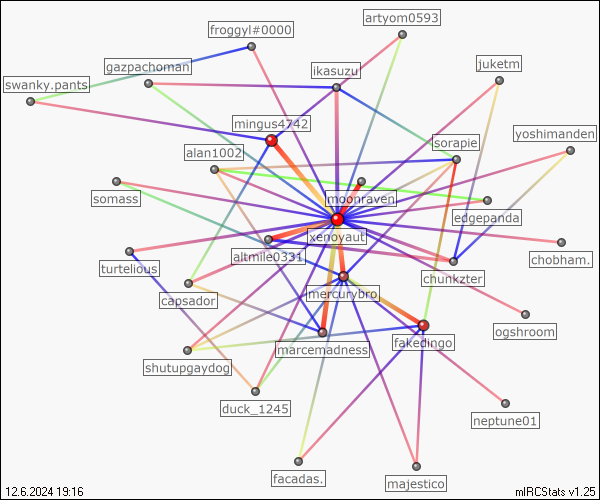 artyom0593
froggyl#0000
gazpachoman
ikasuzu
juketm
swanky.pants
mingus4742
yoshimanden
sorapie
alan1002
somass
moonraven
edgepanda
xenoyaut
altmile0331
chobham.
turtelious
chunkzter
capsador
mercurybro
ogshroom
fakedingo
marcemadness
shutupgaydog
duck_1245
neptune01
facadas.
majestico
12.6.2024 19:16
mIRCStats v1.25